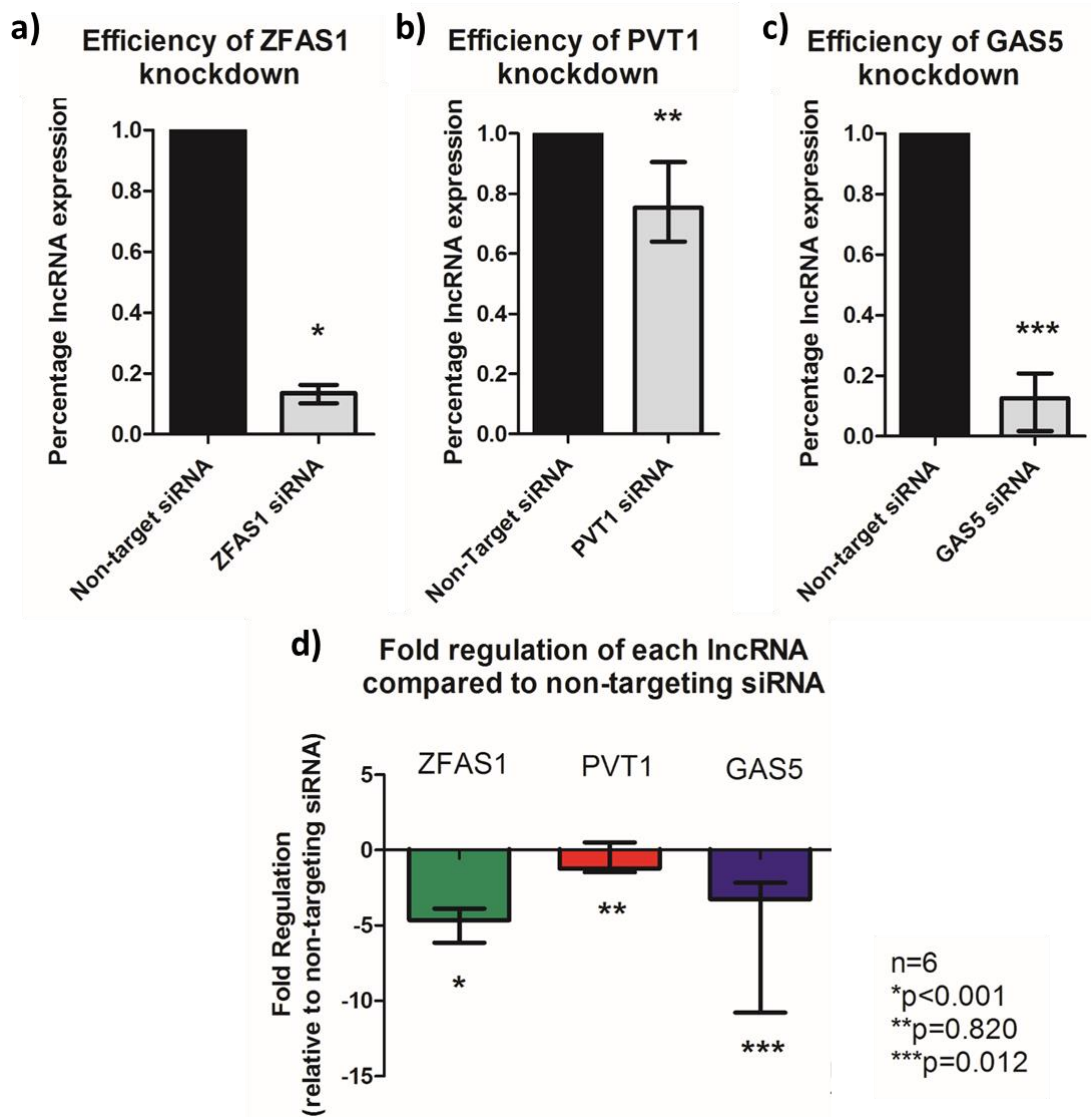 a)
Efficiency of ZFAS1
knockdown
Percentage lncRNA expression
1.0
0.8
0.6
0.4
0.2
0.0
*
Non-target siRNA
ZFAS1 siRNA
b)
Efficiency of PVT1
knockdown
Percentage lncRNA expression
1.0
0.8
0.6
0.4
0.2
0.0
**
Non-Target siRNA
PVT1 siRNA
c)
Efficiency of GAS5
knockdown
Percentage lncRNA expression
1.0
0.8
0.6
0.4
0.2
0.0
***
Non-target siRNA
GAS5 siRNA
d)
Fold regulation of each lncRNA
compared to non-targeting siRNA
Fold Regulation
(relative to non-targeting siRNA)
5
0
-5
-10
-15
ZFAS1
PVT1
GAS5
*
**
***
n=6
*p<0.001
**p=0.820
***p=0.012